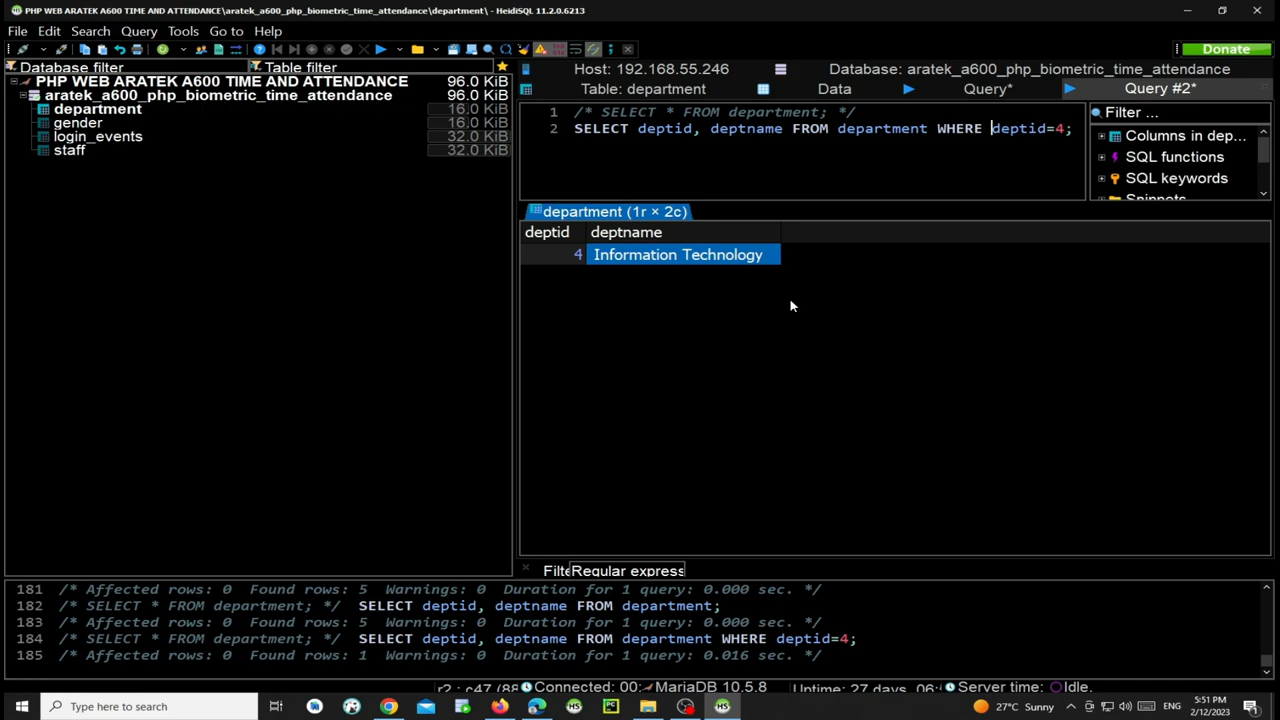 PHP WEB ARATEK A600 TIME AND ATTENDANCE\aratek_a600_php_biometric_time_attendance\department\ - HeidiSQL 11.2.0.6213
File Edit Search Query Tools Go to Help
Donate
Database filter
Table filter
PHP WEB ARATEK A600 TIME AND ATTENDANCE 96.0 KiB
aratek_a600_php_biometric_time_attendance 96.0 KiB
department 16.0 KiB
gender 16.0 KiB
login_events 32.0 KiB
staff 32.0 KiB
Host: 192.168.55.246 Database: aratek_a600_php_biometric_time_attendance
Table: department Data Query* Query #2*
1 /* SELECT * FROM department; */
2 SELECT deptid, deptname FROM department WHERE deptid=4;
Filter ...
Columns in dep...
SQL functions
SQL keywords
Snippets
department (1r × 2c)
deptid deptname
4 Information Technology
Filte Regular express
181 /* Affected rows: 0 Found rows: 5 Warnings: 0 Duration for 1 query: 0.000 sec. */
182 /* SELECT * FROM department; */ SELECT deptid, deptname FROM department;
183 /* Affected rows: 0 Found rows: 5 Warnings: 0 Duration for 1 query: 0.000 sec. */
184 /* SELECT * FROM department; */ SELECT deptid, deptname FROM department WHERE deptid=4;
185 /* Affected rows: 0 Found rows: 1 Warnings: 0 Duration for 1 query: 0.016 sec. */
r2 : c47 (88 Connected: 00: MariaDB 10.5.8 Uptime: 27 days, 06: Server time: Idle.
Type here to search
27°C Sunny
ENG
5:51 PM
2/12/2023